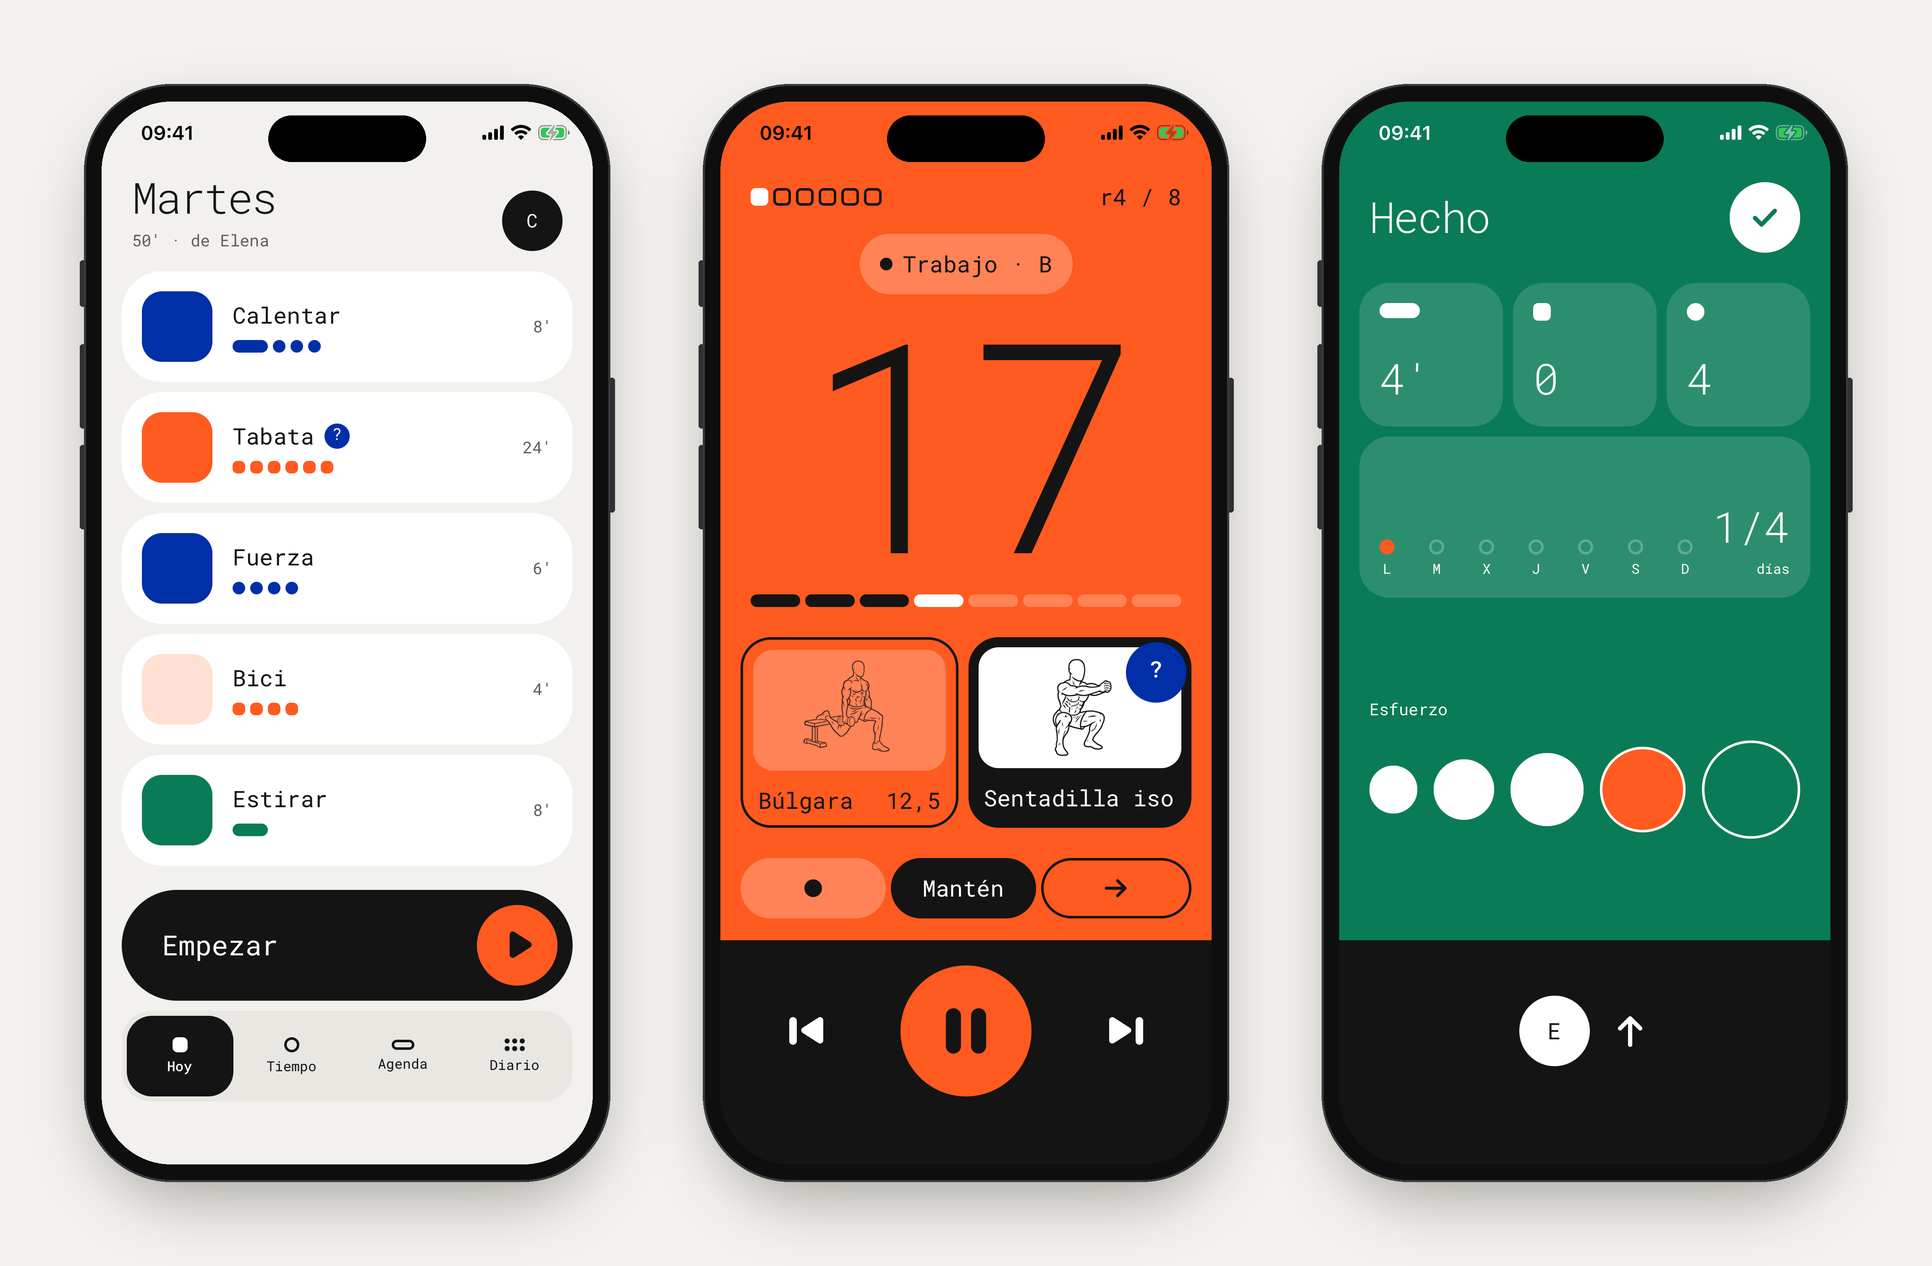 09:41
Martes
50' · de Elena
C
Calentar
8'
Tabata ?
24'
Fuerza
6'
Bici
4'
Estirar
8'
Empezar
Hoy
Tiempo
Agenda
Diario
09:41
r4 / 8
Trabajo · B
17
?
Búlgara 12,5
Sentadilla iso
Mantén
09:41
Hecho
4'
0
4
1/4
L M X J V S D días
Esfuerzo
E